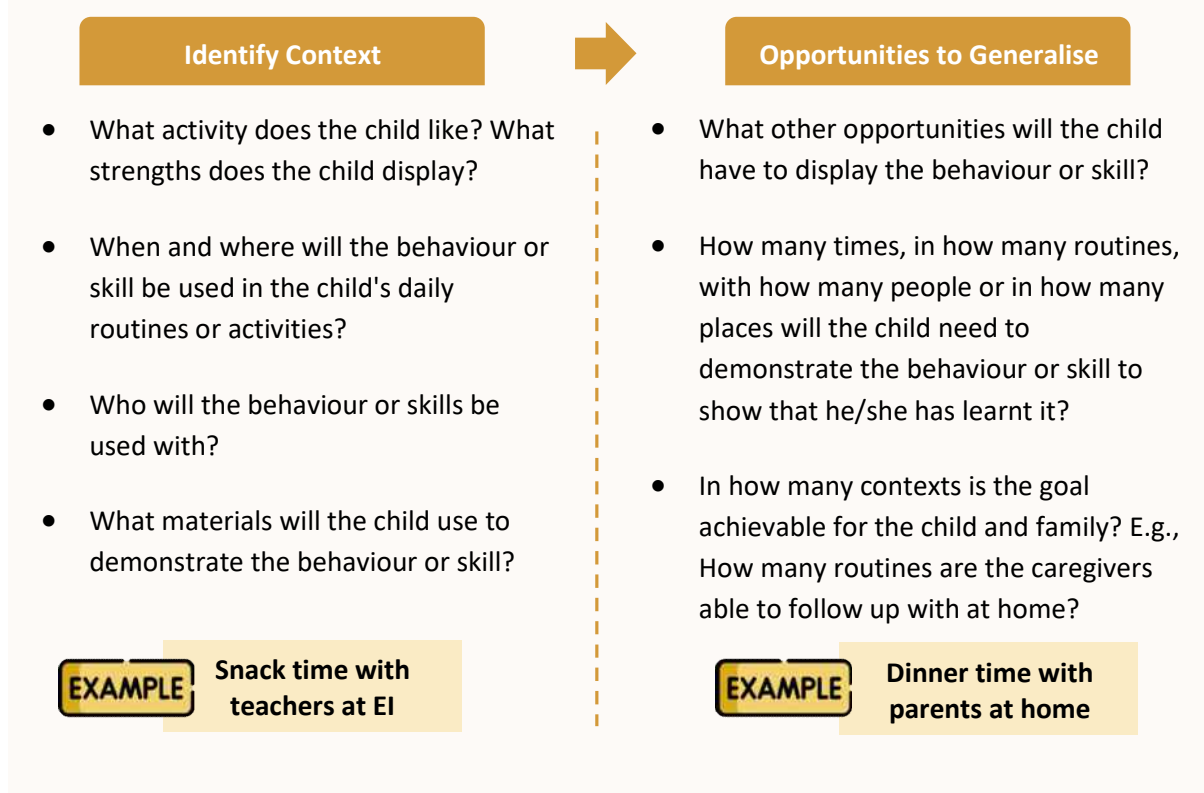 Identify Context
• What activity does the child like? What
strengths does the child display?
• When and where will the behaviour or
skill be used in the child's daily
routines or activities?
• Who will the behaviour or skills be
used with?
• What materials will the child use to
demonstrate the behaviour or skill?
EXAMPLE
Snack time with
teachers at EI
Opportunities to Generalise
• What other opportunities will the child
have to display the behaviour or skill?
• How many times, in how many routines,
with how many people or in how many
places will the child need to
demonstrate the behaviour or skill to
show that he/she has learnt it?
• In how many contexts is the goal
achievable for the child and family? E.g.,
How many routines are the caregivers
able to follow up with at home?
EXAMPLE
Dinner time with
parents at home